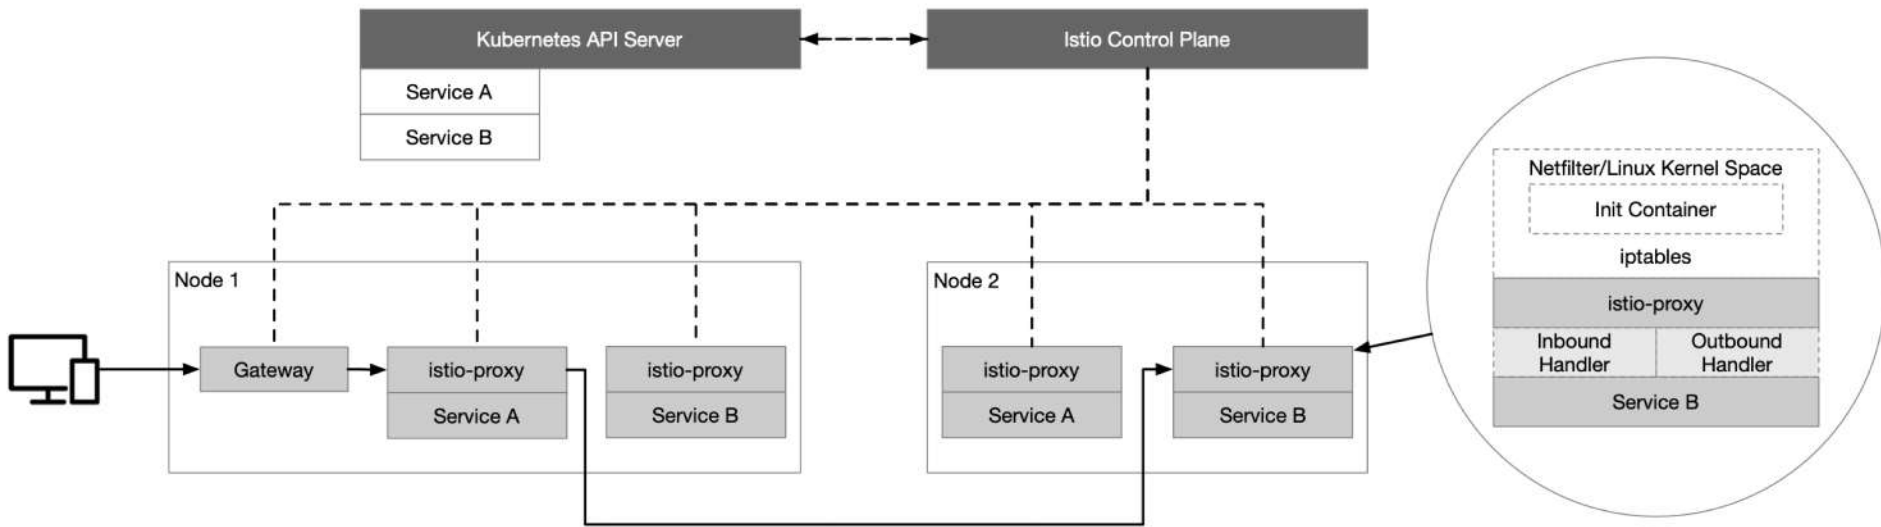 Kubernetes API Server
Istio Control Plane
Service A
Service B
Netfilter/Linux Kernel Space
Init Container
iptables
istio-proxy
Inbound Handler
Outbound Handler
Service B
Node 1
Gateway
istio-proxy
Service A
istio-proxy
Service B
Node 2
istio-proxy
Service A
istio-proxy
Service B